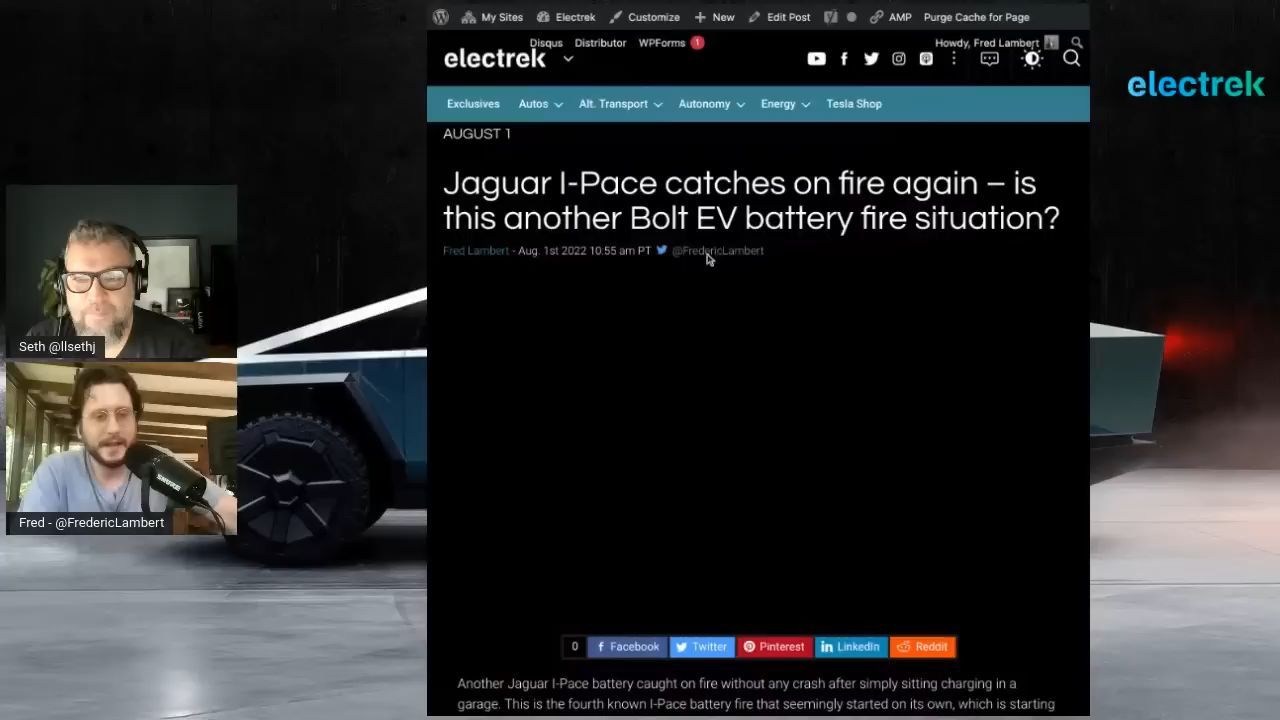 My Sites Electrek Customize New Edit Post AMP Purge Cache for Page
Disqus Distributor WPForms 1 Howdy, Fred Lambert
electrek
electrek
Exclusives Autos Alt. Transport Autonomy Energy Tesla Shop
AUGUST 1
Jaguar I-Pace catches on fire again – is
this another Bolt EV battery fire situation?
Fred Lambert - Aug. 1st 2022 10:55 am PT @FredericLambert
Seth @llsethj
Fred - @FredericLambert
0 Facebook Twitter Pinterest LinkedIn Reddit
Another Jaguar I-Pace battery caught on fire without any crash after simply sitting charging in a
garage. This is the fourth known I-Pace battery fire that seemingly started on its own, which is starting